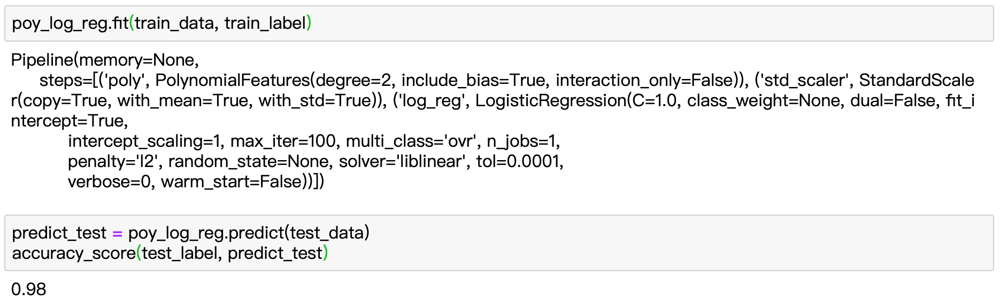 poy_log_reg.fit(train_data, train_label)
Pipeline(memory=None,
steps=[('poly', PolynomialFeatures(degree=2, include_bias=True, interaction_only=False)), ('std_scaler', StandardScale
r(copy=True, with_mean=True, with_std=True)), ('log_reg', LogisticRegression(C=1.0, class_weight=None, dual=False, fit_i
ntercept=True,
intercept_scaling=1, max_iter=100, multi_class='ovr', n_jobs=1,
penalty='l2', random_state=None, solver='liblinear', tol=0.0001,
verbose=0, warm_start=False))])
predict_test = poy_log_reg.predict(test_data)
accuracy_score(test_label, predict_test)
0.98